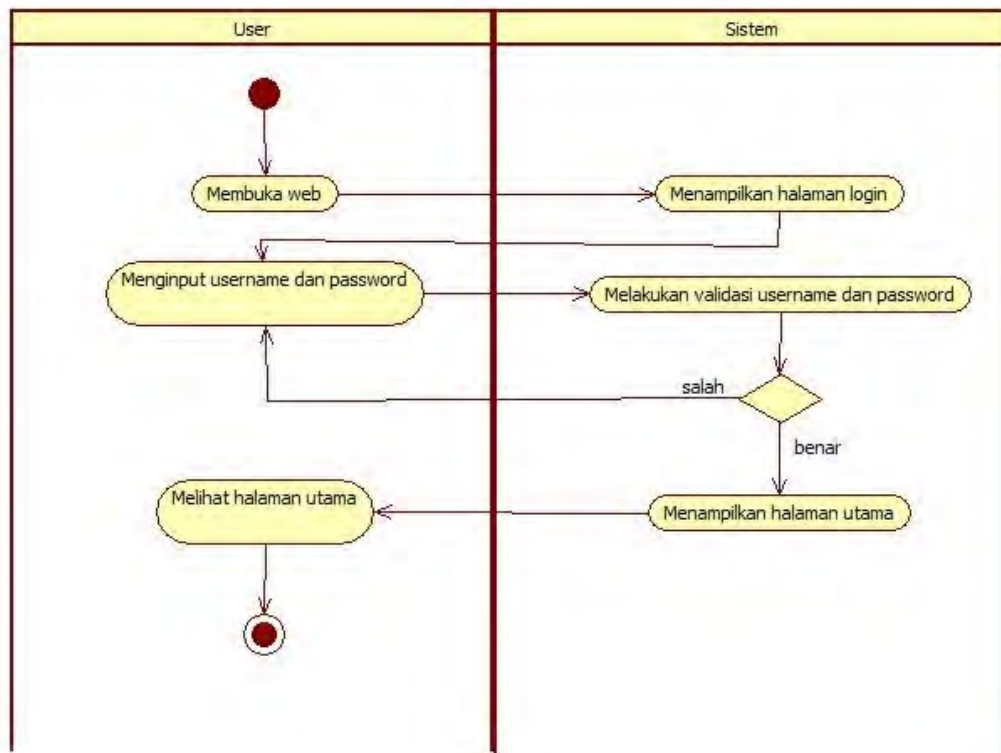 User
Sistem
Membuka web
Menampilkan halaman login
Menginput username dan password
Melakukan validasi username dan password
salah
benar
Melihat halaman utama
Menampilkan halaman utama